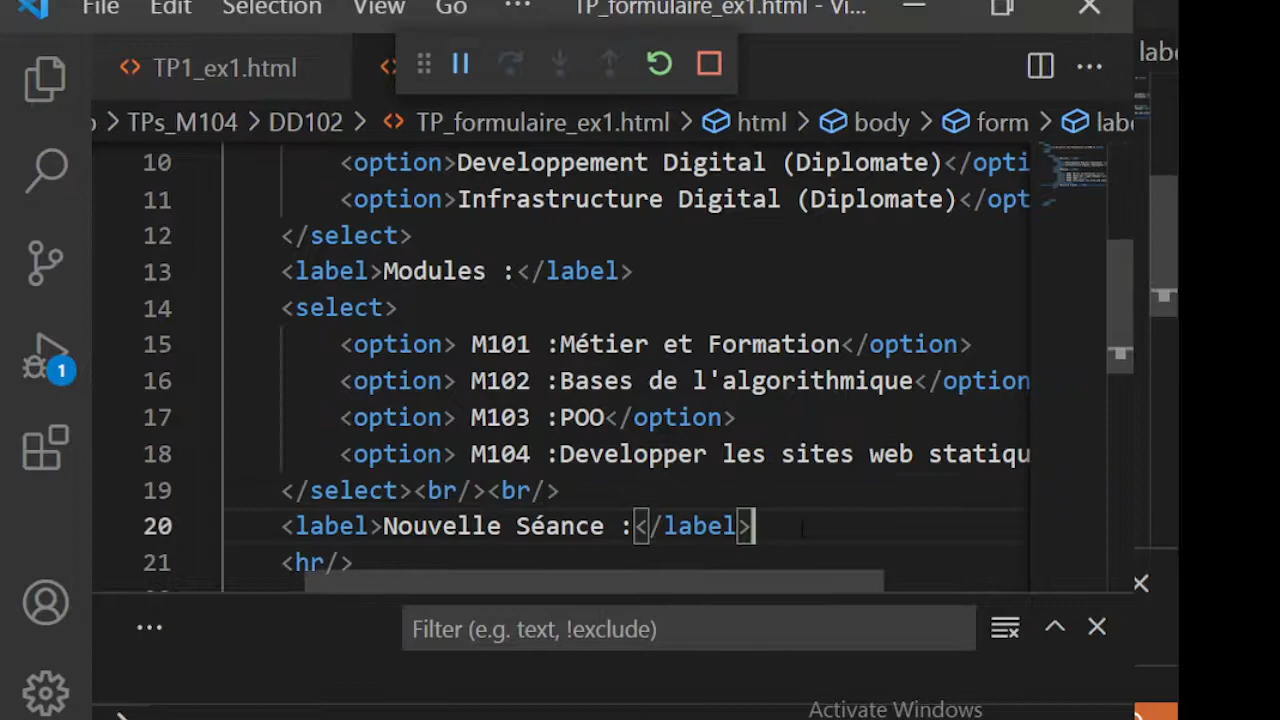 File Edit Selection View Go ··· TP_formulaire_ex1.html - Vi...
TP1_ex1.html
labe
TPs_M104 > DD102 > TP_formulaire_ex1.html > html > body > form > labe
10 <option>Developpement Digital (Diplomate)</opti
11 <option>Infrastructure Digital (Diplomate)</opt
12 </select>
13 <label>Modules :</label>
14 <select>
15 <option> M101 :Métier et Formation</option>
16 <option> M102 :Bases de l'algorithmique</option
17 <option> M103 :POO</option>
18 <option> M104 :Developper les sites web statiqu
19 </select><br/><br/>
20 <label>Nouvelle Séance :</label>
21 <hr/>
1
Filter (e.g. text, !exclude)
Activate Windows